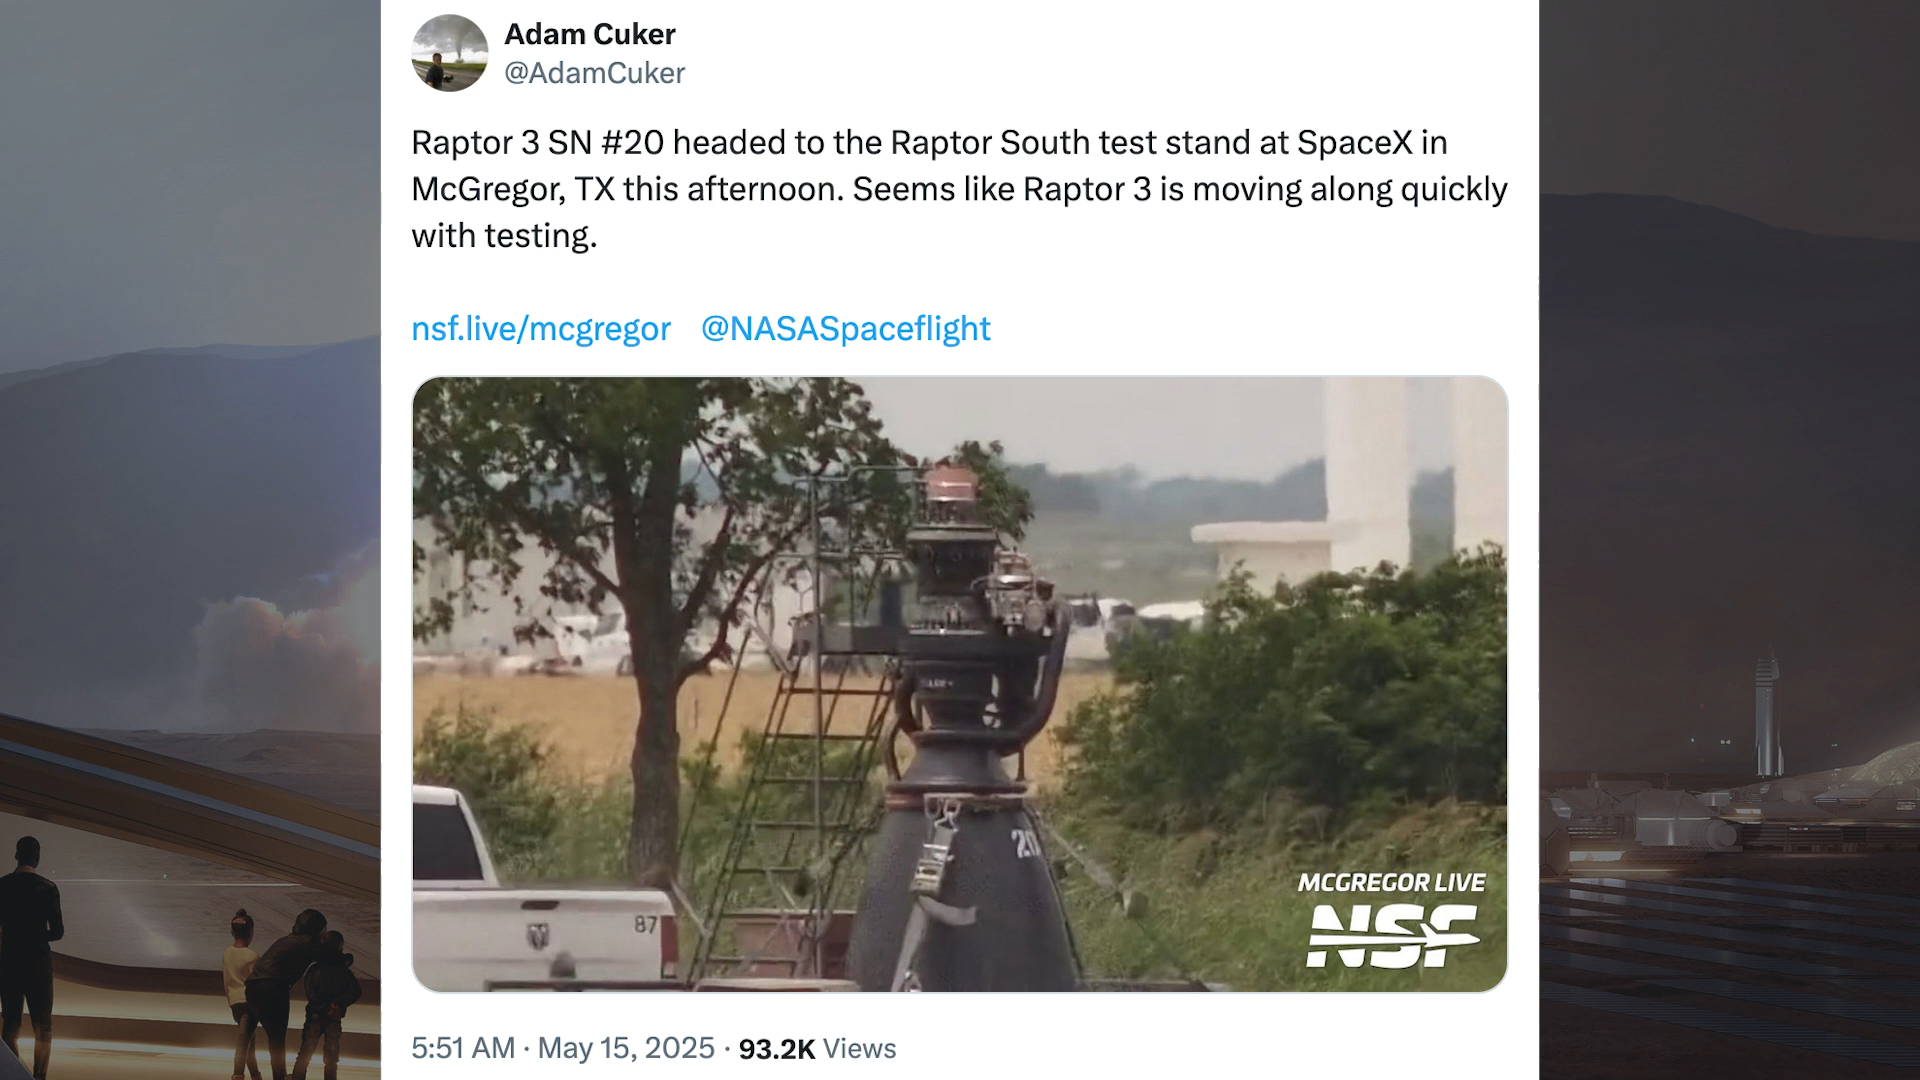 Adam Cuker
@AdamCuker
Raptor 3 SN #20 headed to the Raptor South test stand at SpaceX in
McGregor, TX this afternoon. Seems like Raptor 3 is moving along quickly
with testing.
nsf.live/mcgregor @NASASpaceflight
87
20
MCGREGOR LIVE
NSF
5:51 AM · May 15, 2025 · 93.2K Views